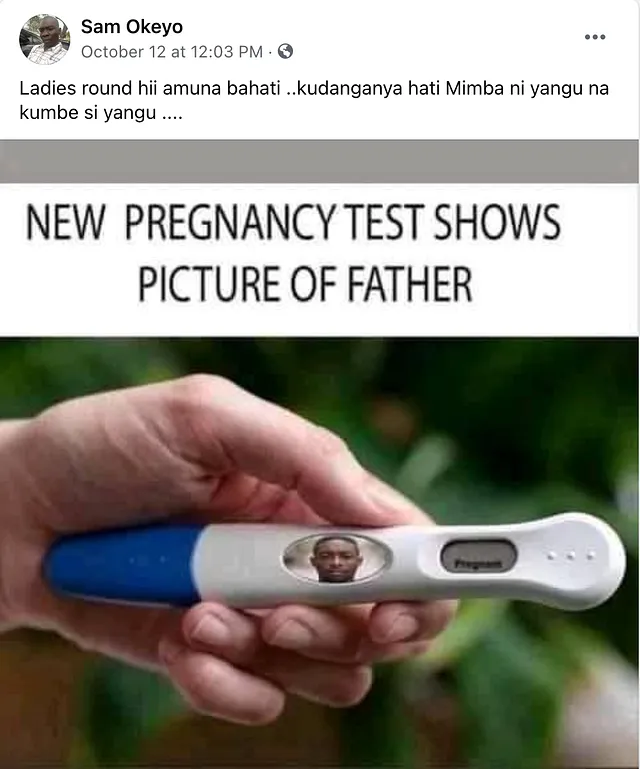 Sam Okeyo
October 12 at 12:03 PM ·
Ladies round hii amuna bahati ..kudanganya hati Mimba ni yangu na
kumbe si yangu ....
NEW PREGNANCY TEST SHOWS
PICTURE OF FATHER
Pregnant